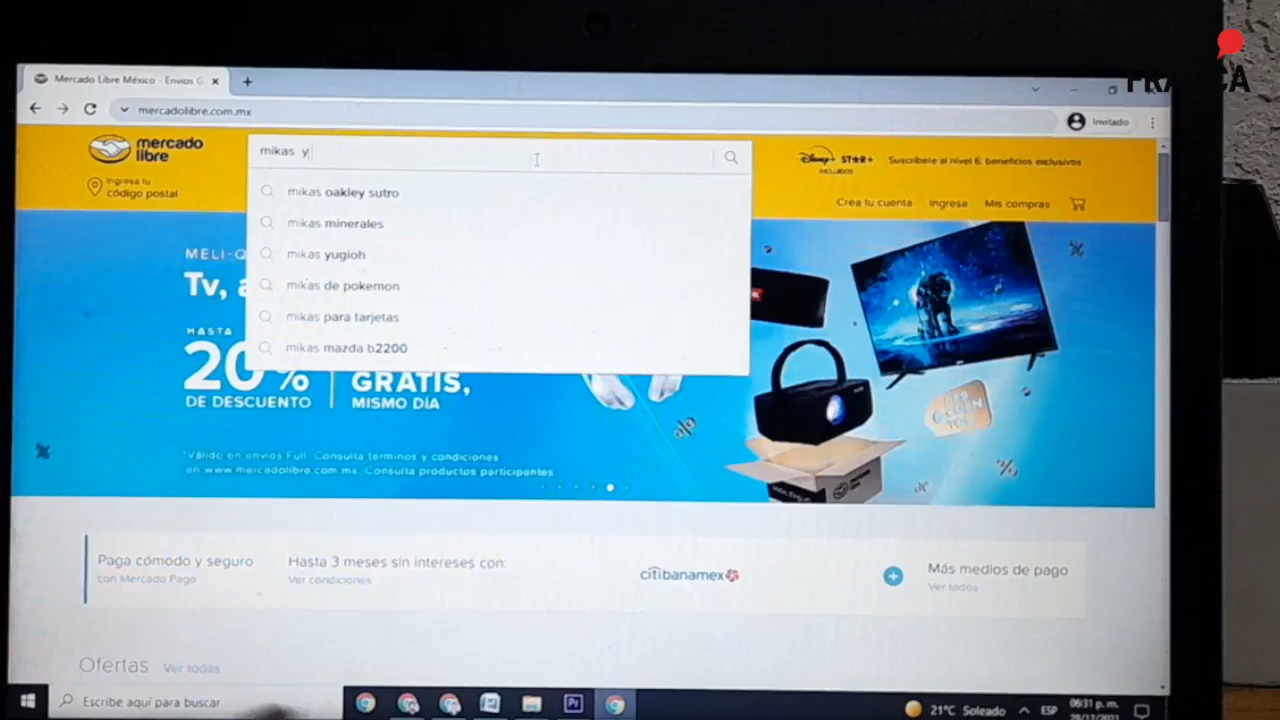 FRANCA
Mercado Libre México - Envíos G
mercadolibre.com.mx
Invitado
mercado
libre
mikas y
Disney+ STAR+
INCLUIDOS
Suscríbete al nivel 6: beneficios exclusivos
Ingresa tu
código postal
Crea tu cuenta
Ingresa
Mis compras
mikas oakley sutro
mikas minerales
mikas yugioh
mikas de pokemon
mikas para tarjetas
mikas mazda b2200
MELI-
Tv,
HASTA
20%
DE DESCUENTO
GRATIS,
MISMO DÍA
*Válido en envíos Full. Consulta términos y condiciones
en www.mercadolibre.com.mx. Consulta productos participantes
Paga cómodo y seguro
con Mercado Pago
Hasta 3 meses sin intereses con:
Ver condiciones
citibanamex
Más medios de pago
Ver todos
Ofertas Ver todas
Escribe aquí para buscar
W
Pr
21°C Soleado
ESP
06:31 p. m.